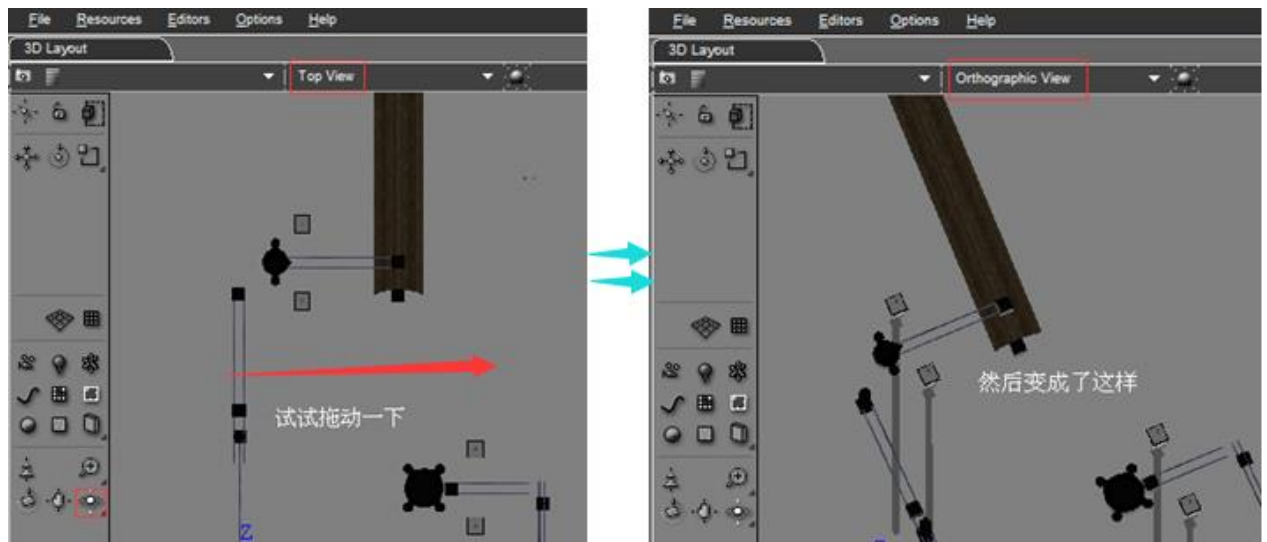 File Resources Editors Options Help
3D Layout
Top View
试试拖动一下
Z
File Resources Editors Options Help
3D Layout
Orthographic View
然后变成了这样